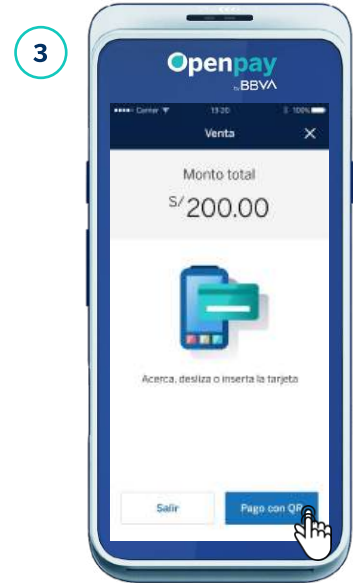 3
Openpay
by BBVA
Carrier 13:20 100%
Venta
Monto total
S/ 200.00
Acerca, desliza o inserta la tarjeta
Salir Pago con QR